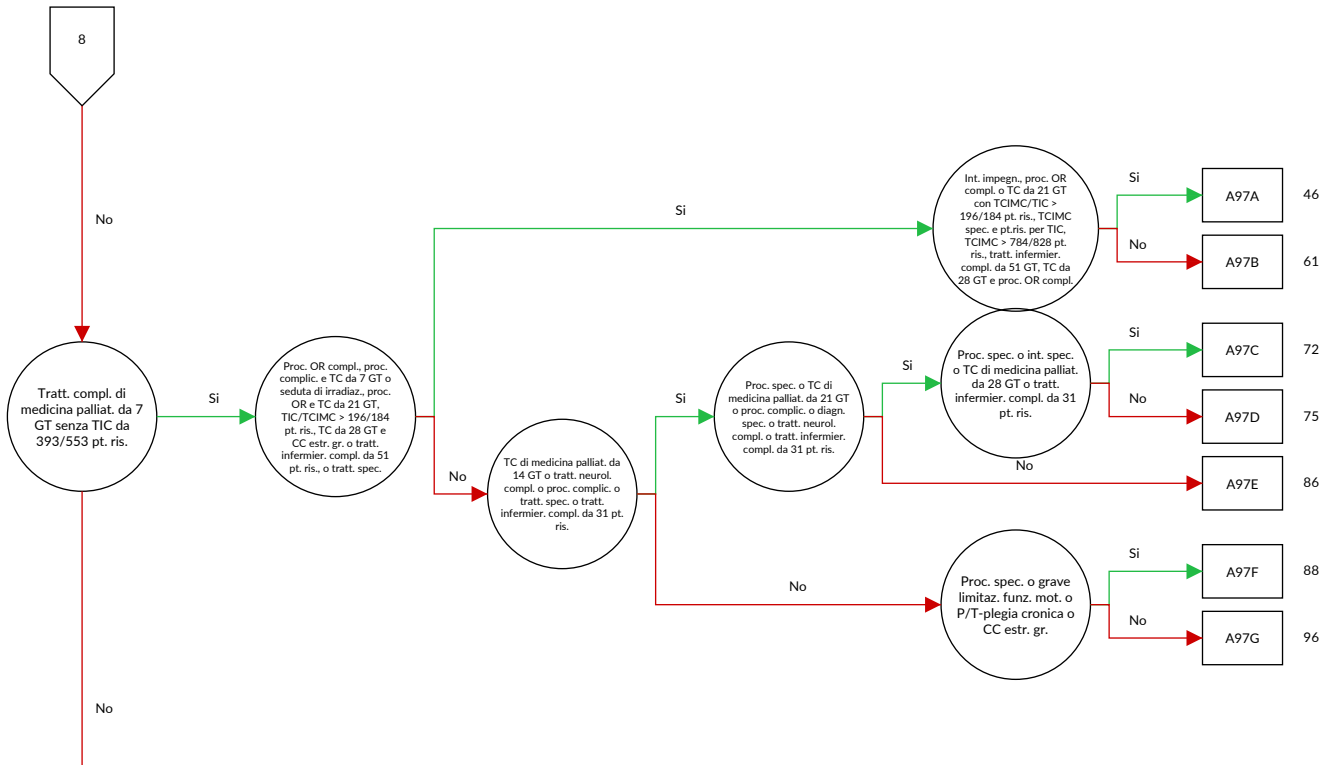 8
No
Tratt. compl. di
medicina palliat. da 7
GT senza TIC da
393/553 pt. ris.
No
Si
Proc. OR compl., proc.
complic. e TC da 7 GT o
seduta di irradiaz., proc.
OR e TC da 21 GT,
TIC/TCIMC > 196/184
pt. ris., TC da 28 GT e
CC estr. gr. o tratt.
infermier. compl. da 51
pt. ris., o tratt. spec.
Si
No
TC di medicina palliat. da
14 GT o tratt. neurol.
compl. o proc. complic. o
tratt. spec. o tratt.
infermier. compl. da 31 pt.
ris.
Si
No
Proc. spec. o TC di
medicina palliat. da 21 GT
o proc. complic. o diagn.
spec. o tratt. neurol.
compl. o tratt. infermier.
compl. da 31 pt. ris.
Si
No
Int. impegn., proc. OR
compl. o TC da 21 GT
con TCIMC/TIC >
196/184 pt. ris., TCIMC
spec. e pt.ris. per TIC,
TCIMC > 784/828 pt.
ris., tratt. infermier.
compl. da 51 GT, TC da
28 GT e proc. OR compl.
Si
A97A
46
No
A97B
61
Proc. spec. o int. spec.
o TC di medicina palliat.
da 28 GT o tratt.
infermier. compl. da 31
pt. ris.
Si
A97C
72
No
A97D
75
A97E
86
Proc. spec. o grave
limitaz. funz. mot. o
P/T-plegia cronica o
CC estr. gr.
Si
A97F
88
No
A97G
96